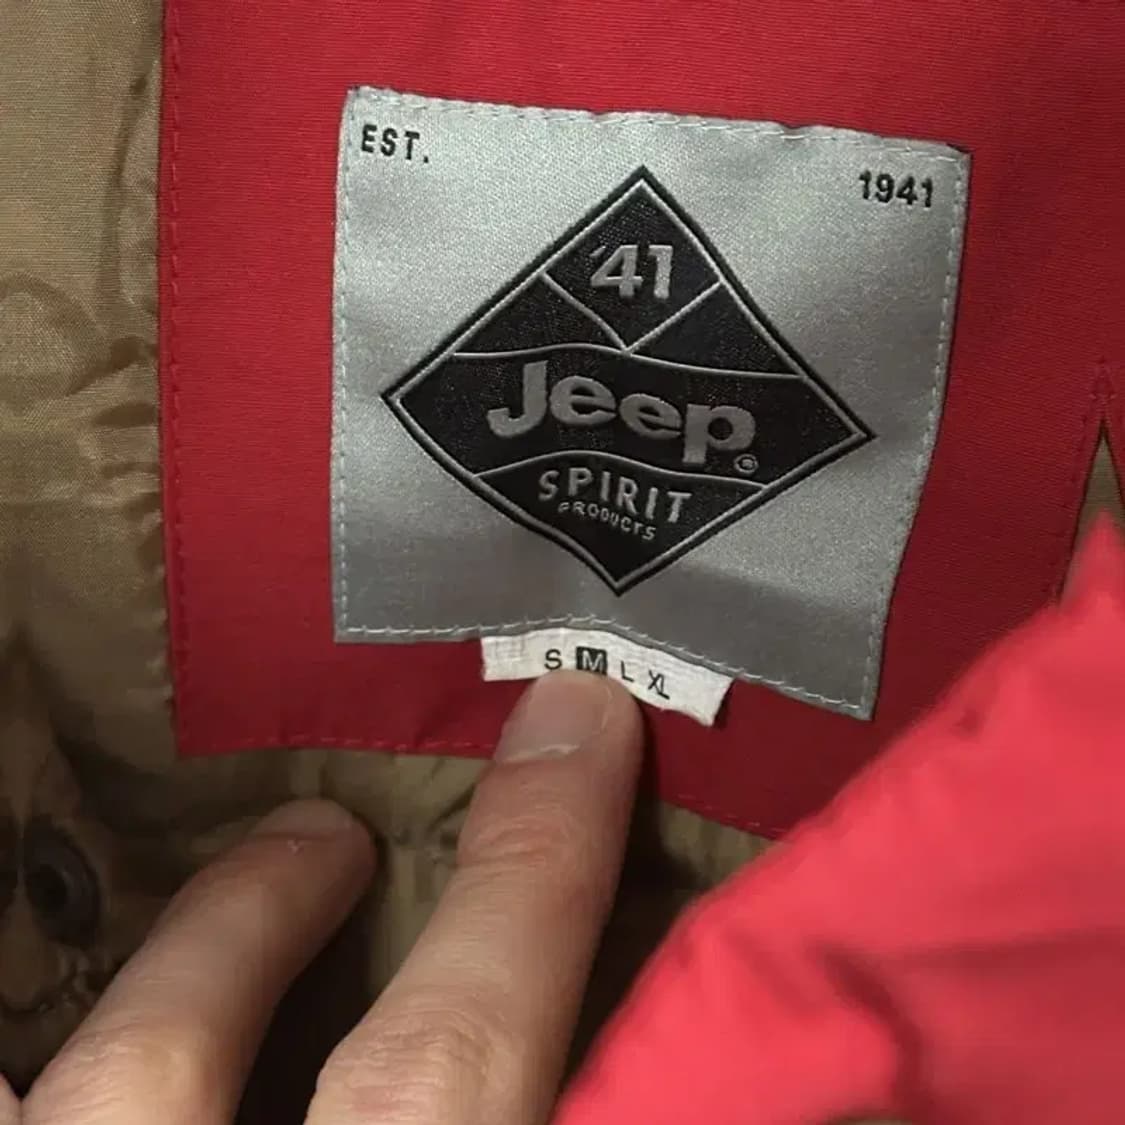 EST.
1941
'41
Jeep®
SPIRIT
PRODUCTS
S M L XL